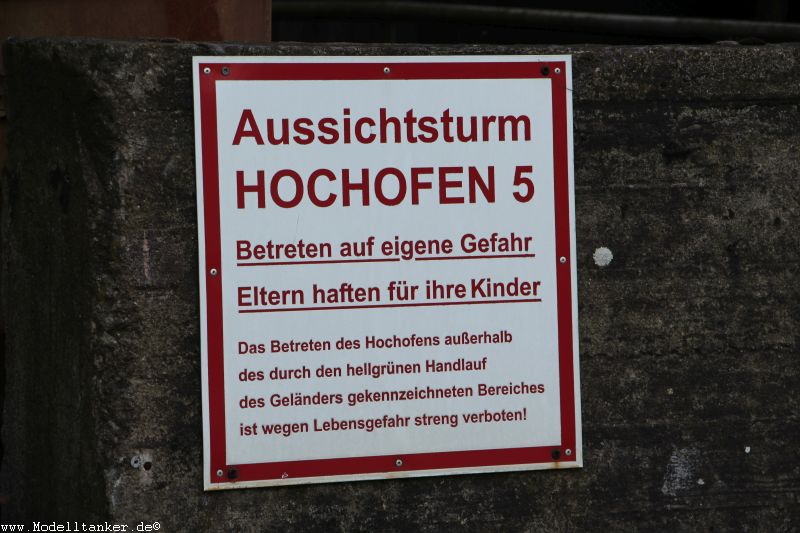 Aussichtsturm
HOCHOFEN 5
Betreten auf eigene Gefahr
Eltern haften für ihre Kinder
Das Betreten des Hochofens außerhalb
des durch den hellgrünen Handlauf
des Geländers gekennzeichneten Bereiches
ist wegen Lebensgefahr streng verboten!
www.Modelltanker.de©